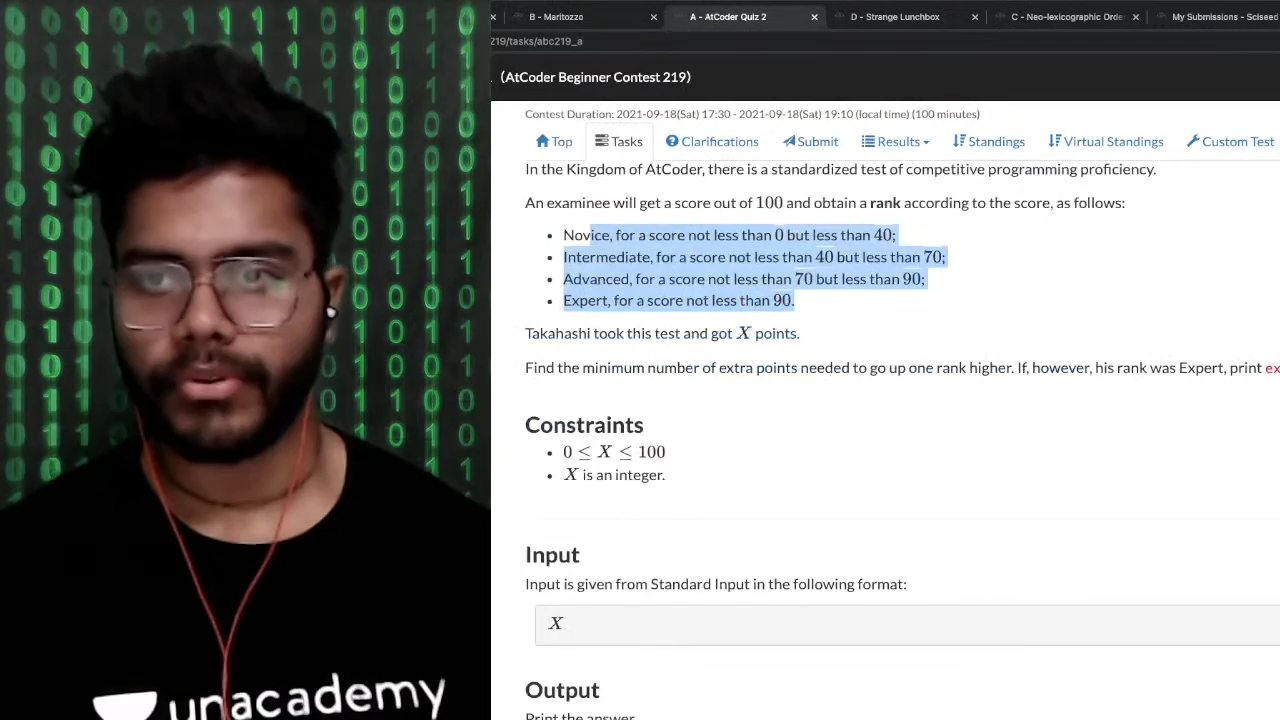 B - Maritozzo
A - AtCoder Quiz 2
D - Strange Lunchbox
C - Neo-lexicographic Orde
My Submissions - Sciseed
219/tasks/abc219_a
(AtCoder Beginner Contest 219)
Contest Duration: 2021-09-18(Sat) 17:30 - 2021-09-18(Sat) 19:10 (local time) (100 minutes)
Top
Tasks
Clarifications
Submit
Results
Standings
Virtual Standings
Custom Test
In the Kingdom of AtCoder, there is a standardized test of competitive programming proficiency.
An examinee will get a score out of 100 and obtain a rank according to the score, as follows:
• Novice, for a score not less than 0 but less than 40;
• Intermediate, for a score not less than 40 but less than 70;
• Advanced, for a score not less than 70 but less than 90;
• Expert, for a score not less than 90.
Takahashi took this test and got X points.
Find the minimum number of extra points needed to go up one rank higher. If, however, his rank was Expert, print ex
Constraints
• 0 ≤ X ≤ 100
• X is an integer.
Input
Input is given from Standard Input in the following format:
X
Output
Print the answer.
unacademy